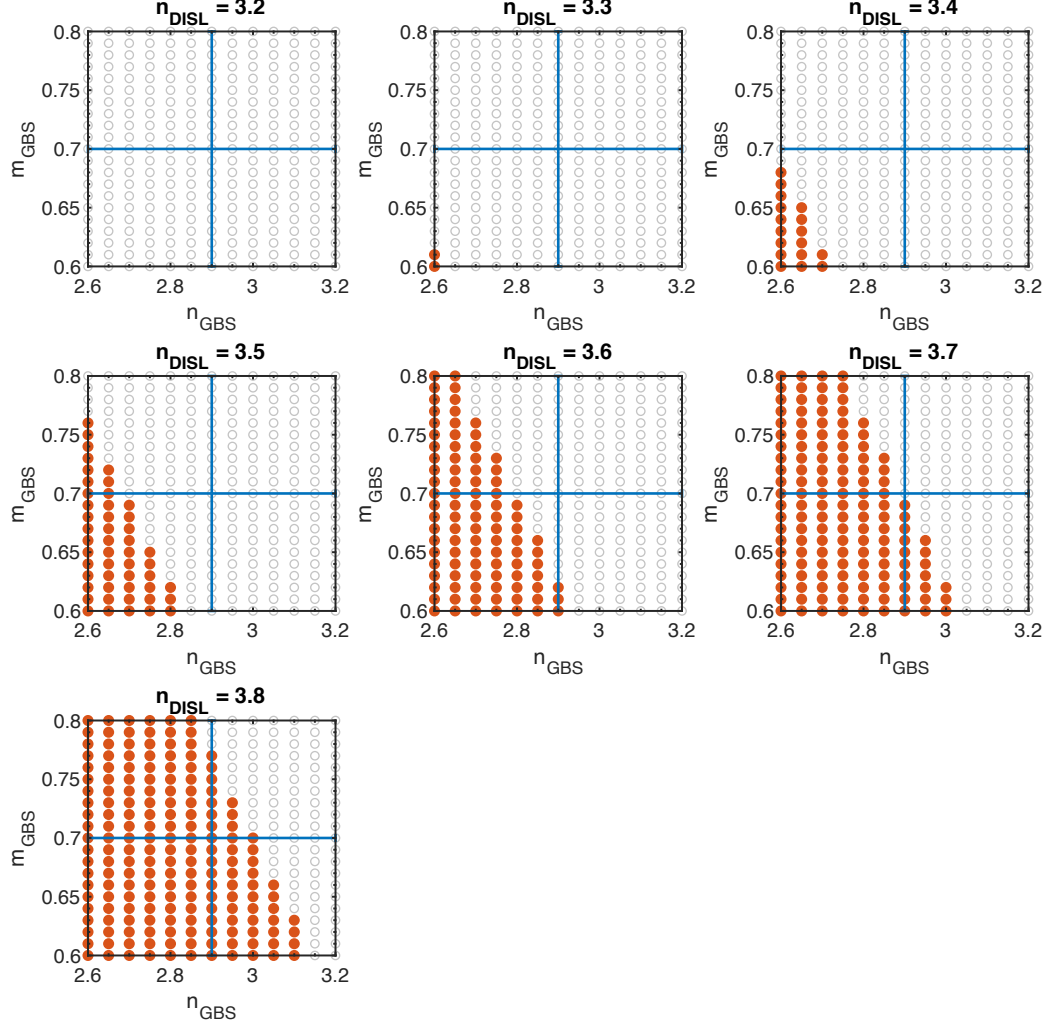 n_DISL = 3.2
0.8
0.75
0.7
0.65
0.6
m_GBS
2.6 2.8 3 3.2
n_GBS
n_DISL = 3.3
0.8
0.75
0.7
0.65
0.6
m_GBS
2.6 2.8 3 3.2
n_GBS
n_DISL = 3.4
0.8
0.75
0.7
0.65
0.6
m_GBS
2.6 2.8 3 3.2
n_GBS
n_DISL = 3.5
0.8
0.75
0.7
0.65
0.6
m_GBS
2.6 2.8 3 3.2
n_GBS
n_DISL = 3.6
0.8
0.75
0.7
0.65
0.6
m_GBS
2.6 2.8 3 3.2
n_GBS
n_DISL = 3.7
0.8
0.75
0.7
0.65
0.6
m_GBS
2.6 2.8 3 3.2
n_GBS
n_DISL = 3.8
0.8
0.75
0.7
0.65
0.6
m_GBS
2.6 2.8 3 3.2
n_GBS